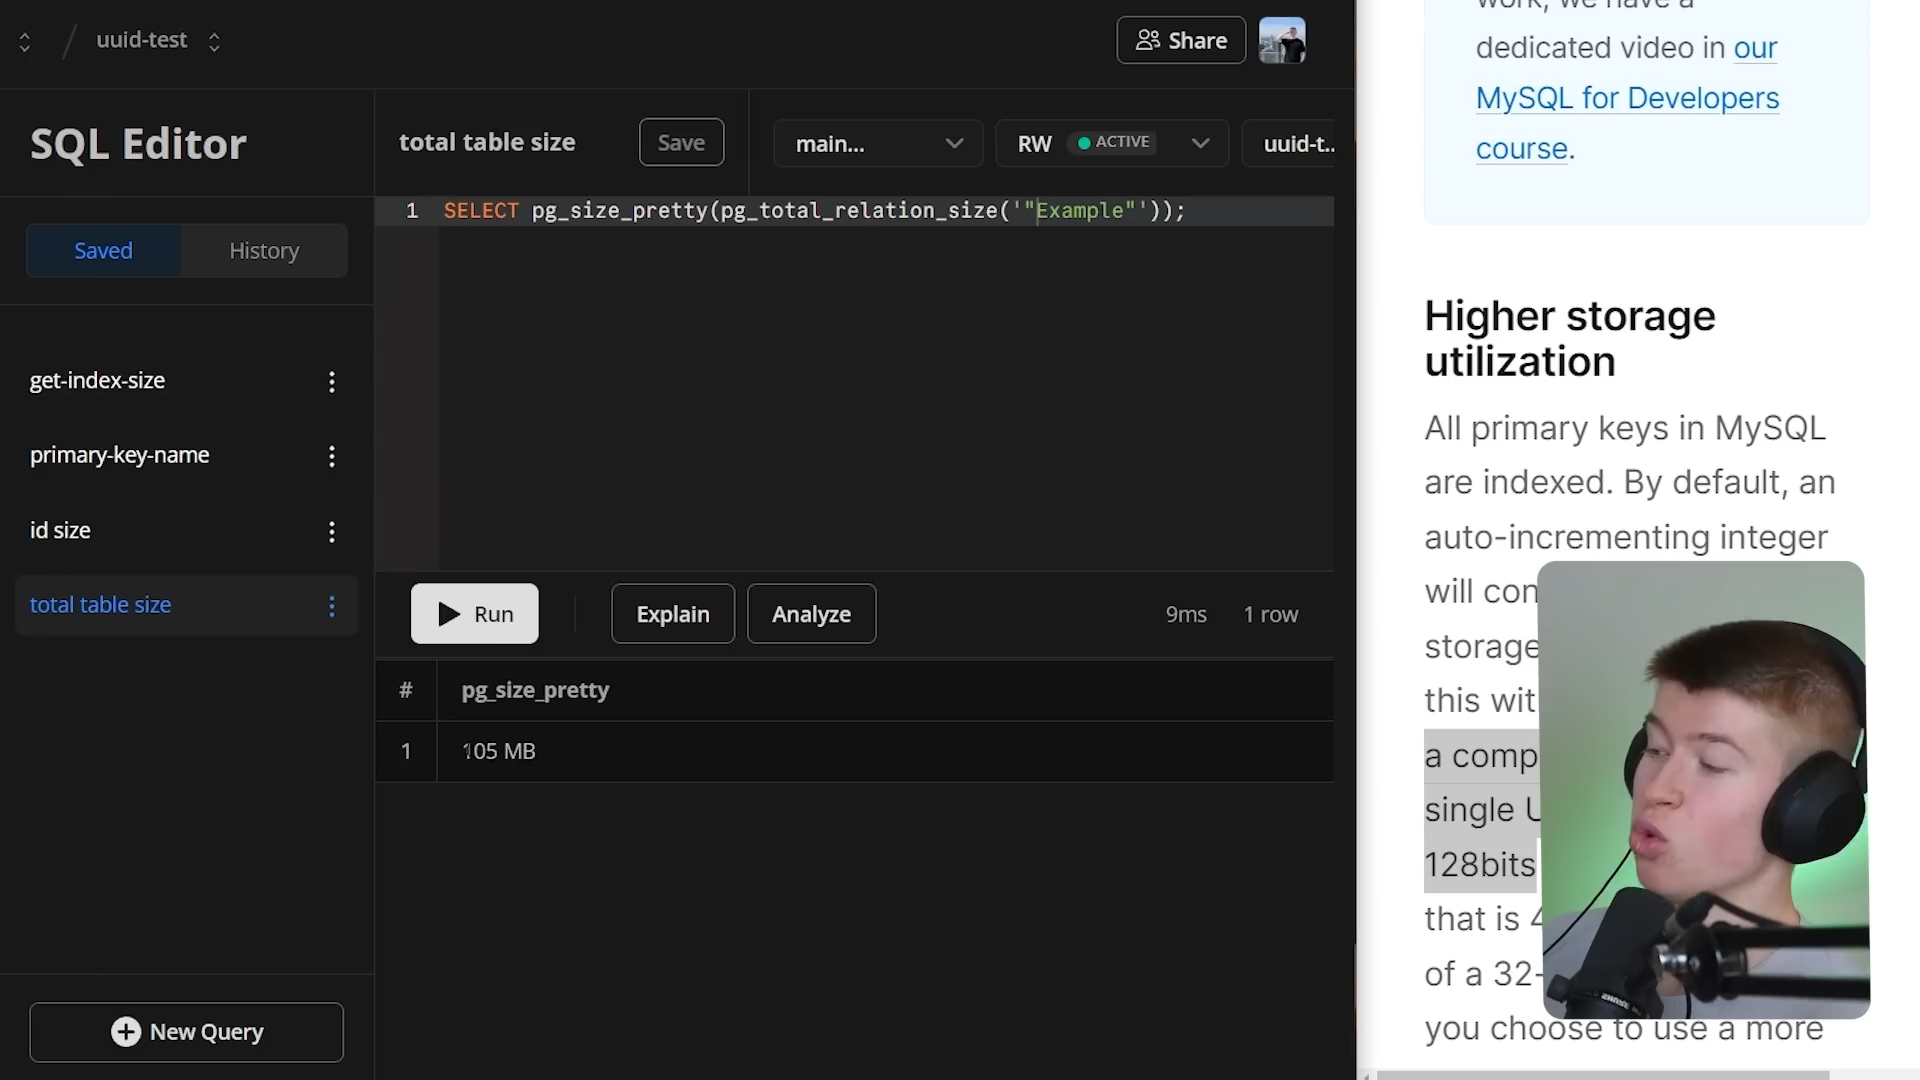 uuid-test
Share
SQL Editor
Saved
History
get-index-size
primary-key-name
id size
total table size
New Query
total table size
Save
main...
RW
ACTIVE
uuid-t..
1 SELECT pg_size_pretty(pg_total_relation_size('"Example"'));
Run
Explain
Analyze
9ms
1 row
# pg_size_pretty
1 105 MB
dedicated video in our
MySQL for Developers
course.
Higher storage
utilization
All primary keys in MySQL
are indexed. By default, an
auto-incrementing integer
will con
storage
this wit
a comp
single U
128bits
that is 4
of a 32-
you choose to use a more